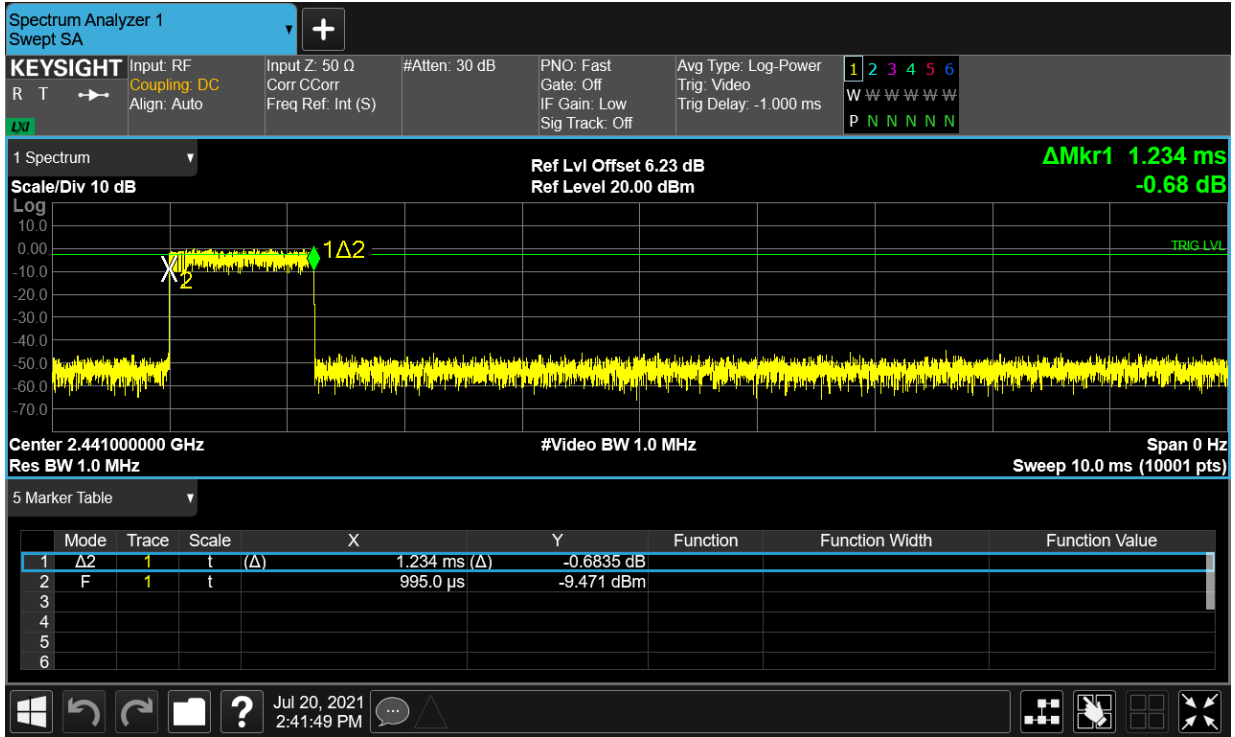 Spectrum Analyzer 1
Swept SA
KEYSIGHT
R T
LXI
Input: RF
Coupling: DC
Align: Auto
Input Z: 50 Ω
Corr CCorr
Freq Ref: Int (S)
#Atten: 30 dB
PNO: Fast
Gate: Off
IF Gain: Low
Sig Track: Off
Avg Type: Log-Power
Trig: Video
Trig Delay: -1.000 ms
1 2 3 4 5 6
W W W W W W
P N N N N N
1 Spectrum
Scale/Div 10 dB
Ref Lvl Offset 6.23 dB
Ref Level 20.00 dBm
ΔMkr1 1.234 ms
-0.68 dB
Log
10.0
0.00
-10.0
-20.0
-30.0
-40.0
-50.0
-60.0
-70.0
1Δ2
2
TRIG LVL
Center 2.441000000 GHz
Res BW 1.0 MHz
#Video BW 1.0 MHz
Span 0 Hz
Sweep 10.0 ms (10001 pts)
5 Marker Table
Mode Trace Scale X Y Function Function Width Function Value
1 Δ2 1 t (Δ) 1.234 ms (Δ) -0.6835 dB
2 F 1 t 995.0 µs -9.471 dBm
3
4
5
6
?
Jul 20, 2021
2:41:49 PM